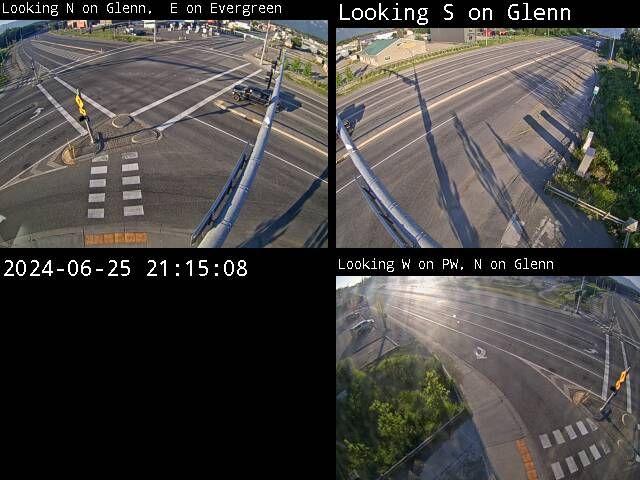 Looking N on Glenn,  E on Evergreen
Looking S on Glenn
2024-06-25 21:15:08
Looking W on PW, N on Glenn